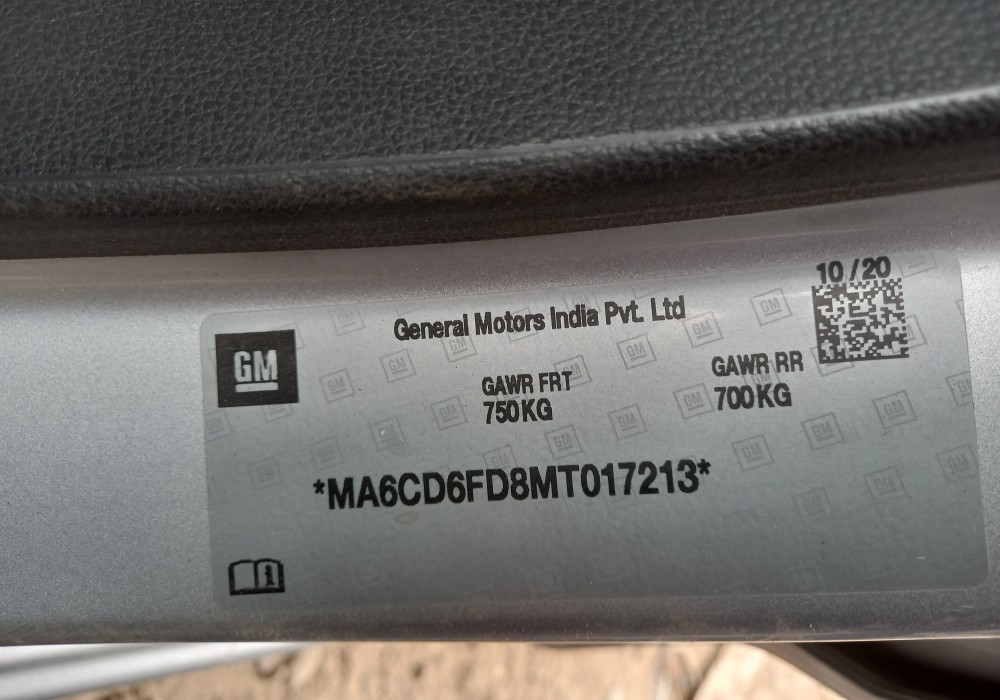 10/20
General Motors India Pvt. Ltd
GM
GAWR FRT
750KG
GAWR RR
700KG
*MA6CD6FD8MT017213*